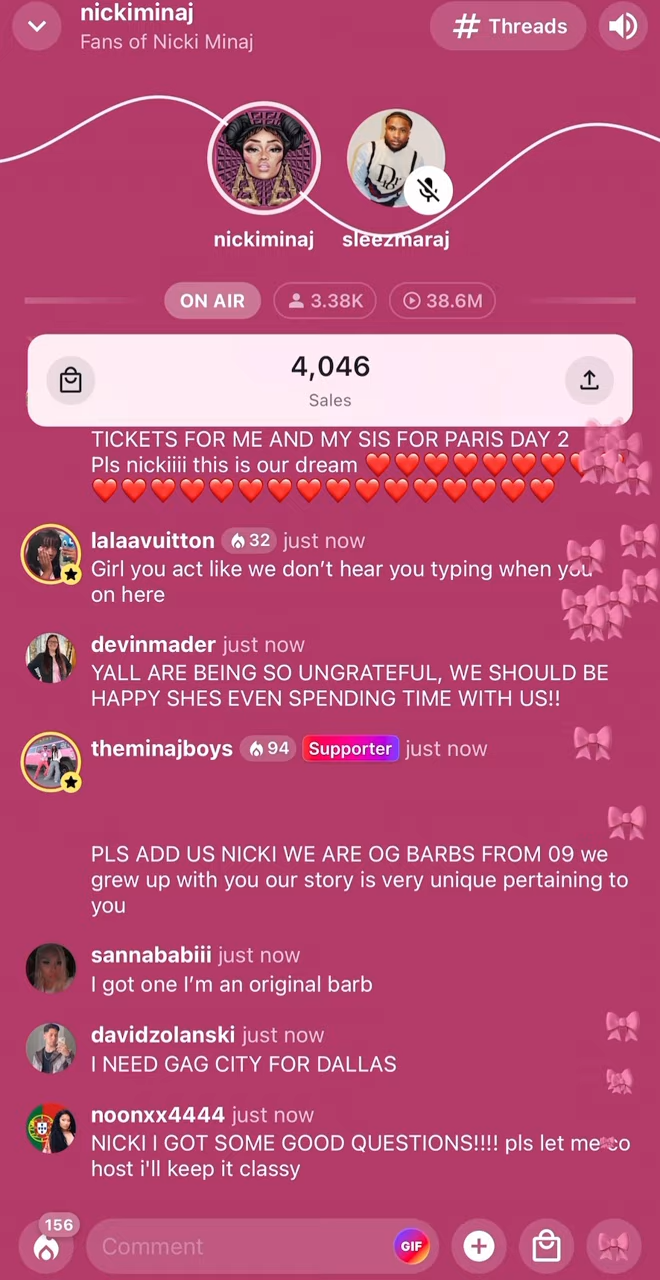 nickiminaj
Fans of Nicki Minaj
# Threads
nickiminaj
sleezmaraj
ON AIR
3.38K
38.6M
4,046
Sales
TICKETS FOR ME AND MY SIS FOR PARIS DAY 2
Pls nickiiii this is our dream ❤️❤️❤️❤️❤️❤️❤️❤️
❤️❤️❤️❤️❤️❤️❤️❤️❤️❤️❤️❤️❤️❤️❤️❤️
lalaavuitton 32 just now
Girl you act like we don’t hear you typing when you
on here
devinmader just now
YALL ARE BEING SO UNGRATEFUL, WE SHOULD BE
HAPPY SHES EVEN SPENDING TIME WITH US!!
theminajboys 94 Supporter just now
PLS ADD US NICKI WE ARE OG BARBS FROM 09 we
grew up with you our story is very unique pertaining to
you
sannababiii just now
I got one I’m an original barb
davidzolanski just now
I NEED GAG CITY FOR DALLAS
noonxx4444 just now
NICKI I GOT SOME GOOD QUESTIONS!!!! pls let me co
host i'll keep it classy
156
Comment
GIF